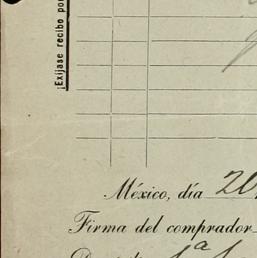 ¡Exíjase recibo po
México, día 20
Firma del comprador